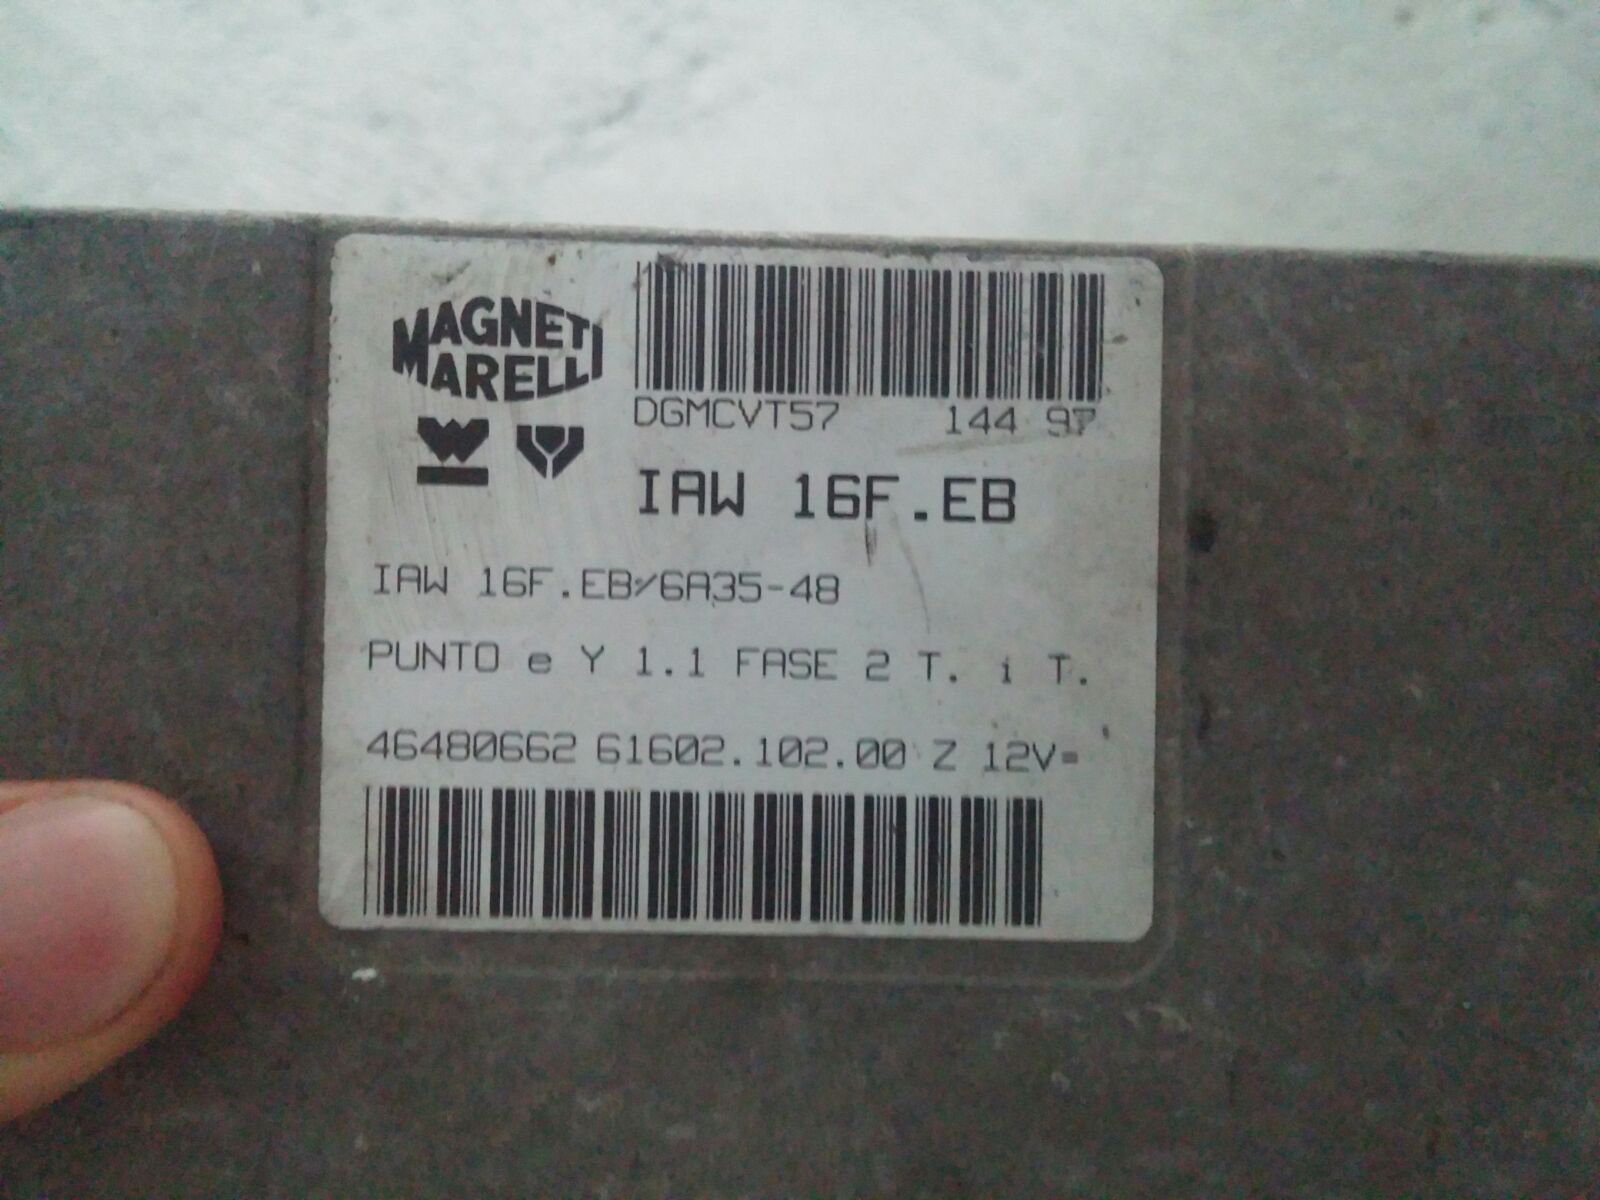 MAGNETI
MARELLI
DGMCVT57 144 97
IAW 16F.EB
IAW 16F.EB/6A35-48
PUNTO e Y 1.1 FASE 2 T. i T.
46480662 61602.102.00 Z 12V=